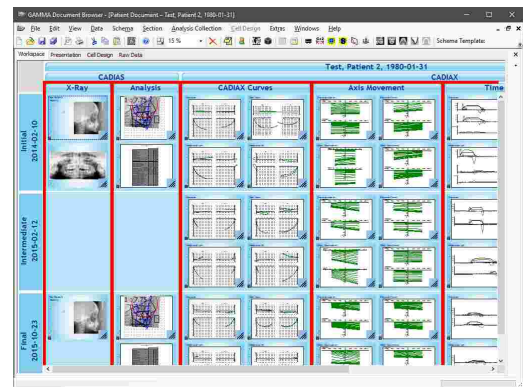 GAMMA Document Browser - [Patient Document - Test, Patient 2, 1980-01-31]
File Edit View Data Schema Section Analysis Collection Cell Design Extras Windows Help
15 % Schema Template:
Workspace Presentation Cell Design Raw Data
Test, Patient 2, 1980-01-31
CADIAS CADIAX
X-Ray Analysis CADIAX Curves Axis Movement Time
Initial
2014-02-10
Intermediate
2015-02-12
Final
2015-10-23